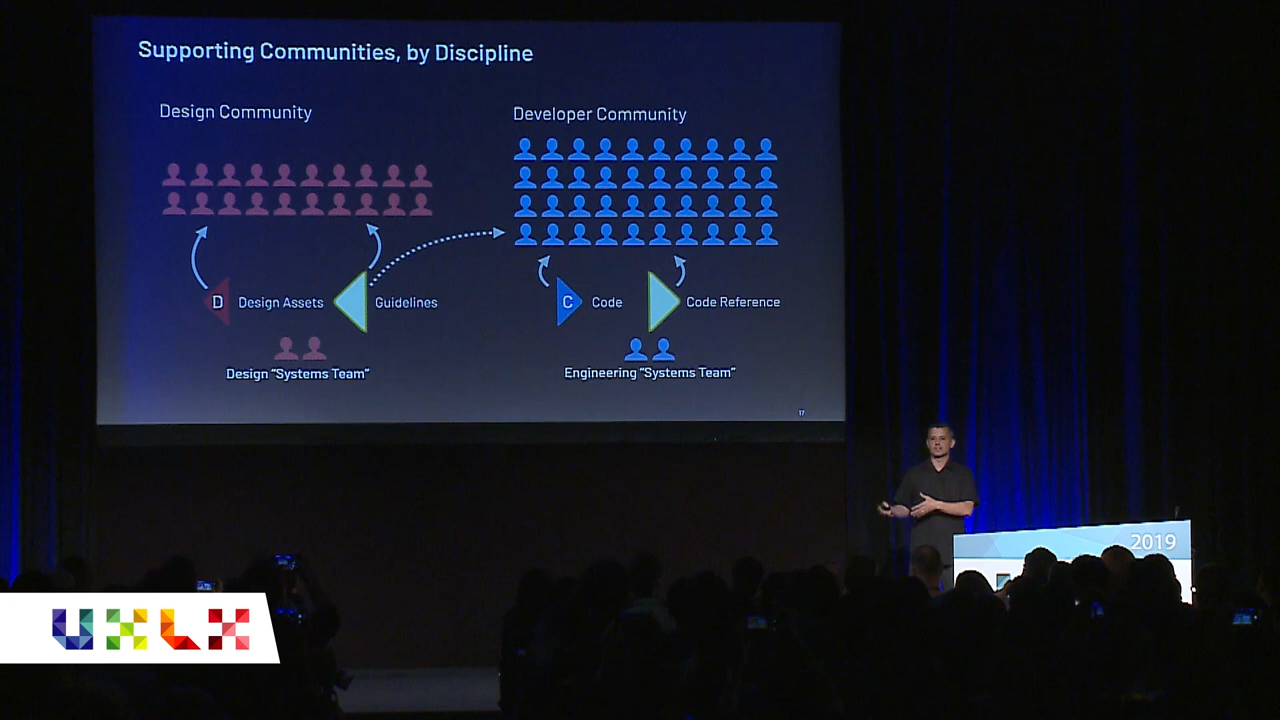 Supporting Communities, by Discipline
Design Community
Developer Community
D Design Assets
Guidelines
C Code
Code Reference
Design "Systems Team"
Engineering "Systems Team"
17
2019
UXLX